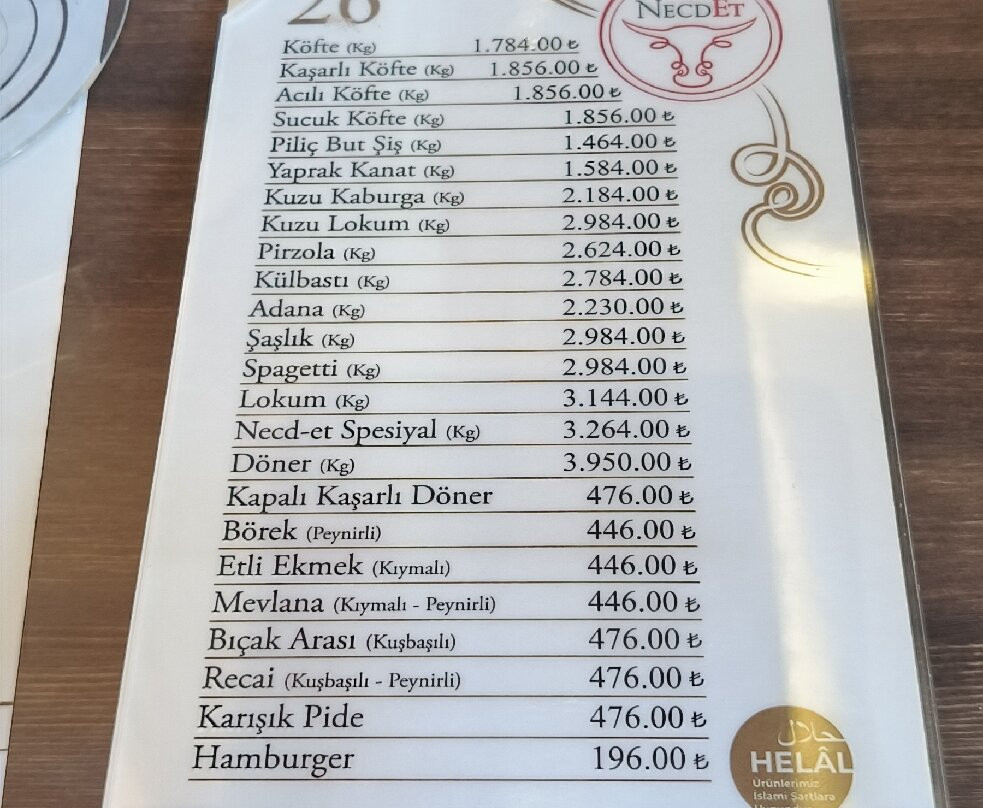 26
NECDET
Köfte (Kg) 1.784.00 ₺
Kaşarlı Köfte (Kg) 1.856.00 ₺
Acılı Köfte (Kg) 1.856.00 ₺
Sucuk Köfte (Kg) 1.856.00 ₺
Piliç But Şiş (Kg) 1.464.00 ₺
Yaprak Kanat (Kg) 1.584.00 ₺
Kuzu Kaburga (Kg) 2.184.00 ₺
Kuzu Lokum (Kg) 2.984.00 ₺
Pirzola (Kg) 2.624.00 ₺
Külbastı (Kg) 2.784.00 ₺
Adana (Kg) 2.230.00 ₺
Şaşlık (Kg) 2.984.00 ₺
Spagetti (Kg) 2.984.00 ₺
Lokum (Kg) 3.144.00 ₺
Necd-et Spesiyal (Kg) 3.264.00 ₺
Döner (Kg) 3.950.00 ₺
Kapalı Kaşarlı Döner 476.00 ₺
Börek (Peynirli) 446.00 ₺
Etli Ekmek (Kıymalı) 446.00 ₺
Mevlana (Kıymalı - Peynirli) 446.00 ₺
Bıçak Arası (Kuşbaşılı) 476.00 ₺
Recai (Kuşbaşılı - Peynirli) 476.00 ₺
Karışık Pide 476.00 ₺
Hamburger 196.00 ₺
حلال
HELÂL
Ürünlerimiz
İslami Şartlara